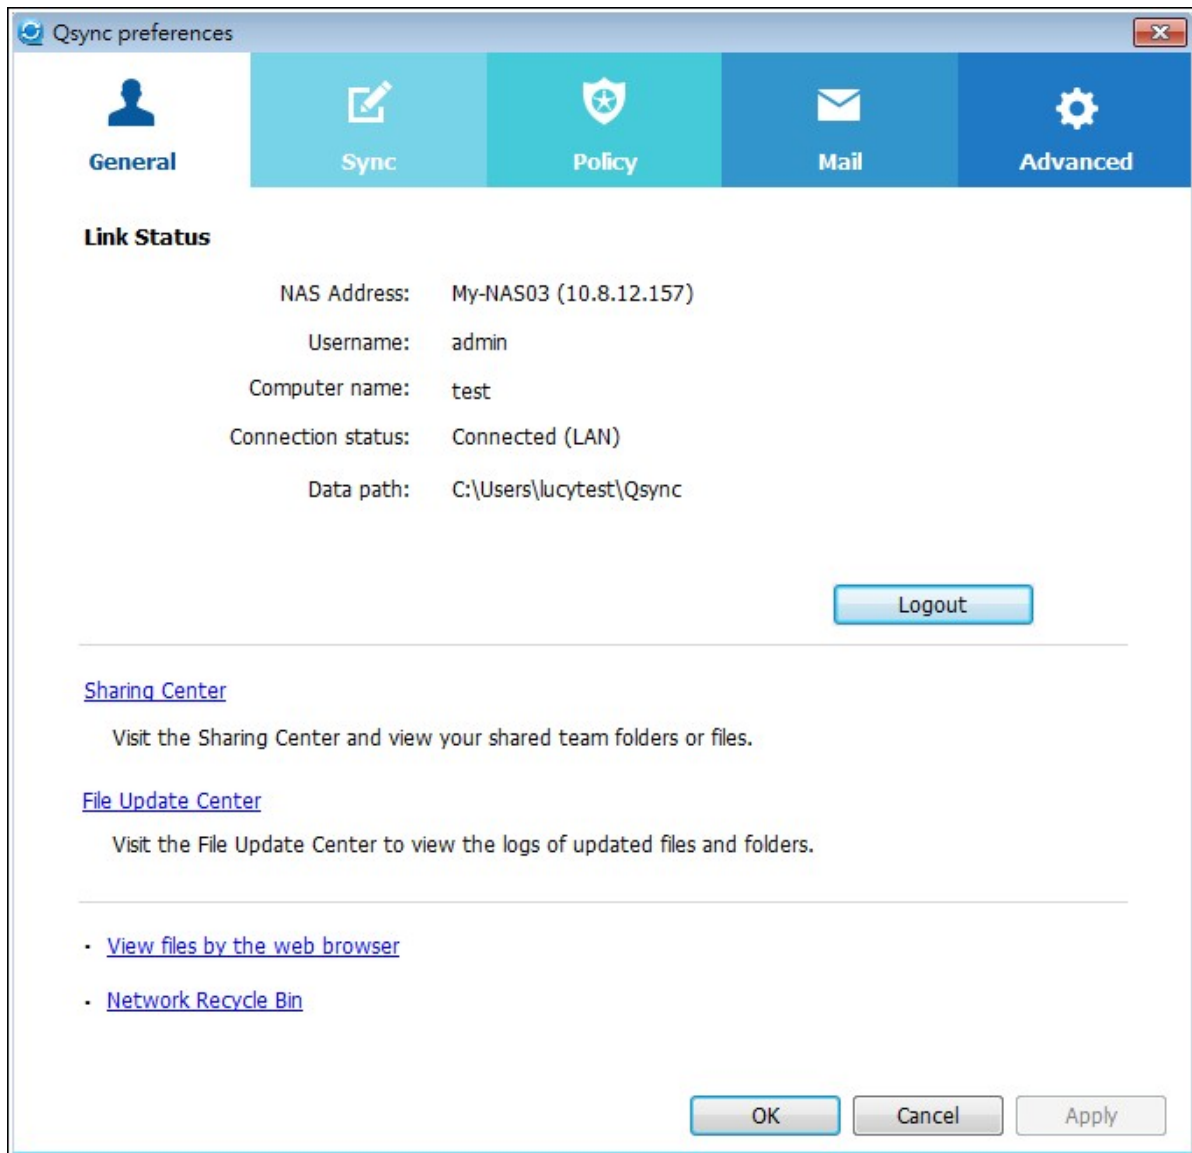 Qsync preferences
General Sync Policy Mail Advanced
Link Status
NAS Address: My-NAS03 (10.8.12.157)
Username: admin
Computer name: test
Connection status: Connected (LAN)
Data path: C:\Users\lucytest\Qsync
Logout
Sharing Center
Visit the Sharing Center and view your shared team folders or files.
File Update Center
Visit the File Update Center to view the logs of updated files and folders.
· View files by the web browser
· Network Recycle Bin
OK Cancel Apply